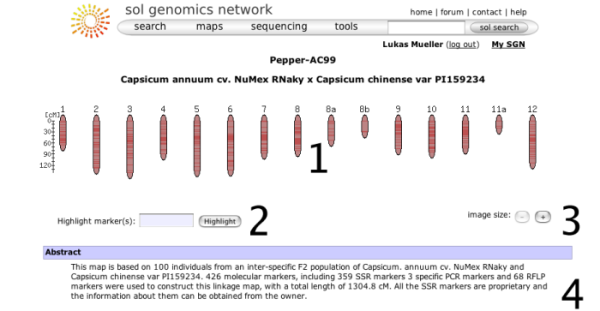 sol genomics network
home | forum | contact | help
search maps sequencing tools sol search
Lukas Mueller (log out) My SGN
Pepper-AC99
Capsicum annuum cv. NuMex RNaky x Capsicum chinense var PI159234
1 2 3 4 5 6 7 8 8a 8b 9 10 11 11a 12
[cM]
0
30
60
90
120
1
Highlight marker(s): Highlight 2 image size: - + 3
Abstract
This map is based on 100 individuals from an inter-specific F2 population of Capsicum. annuum cv. NuMex RNaky and
Capsicum chinense var PI159234. 426 molecular markers, including 359 SSR markers 3 specific PCR markers and 68 RFLP
markers were used to construct this linkage map, with a total length of 1304.8 cM. All the SSR markers are proprietary and
the information about them can be obtained from the owner.
4